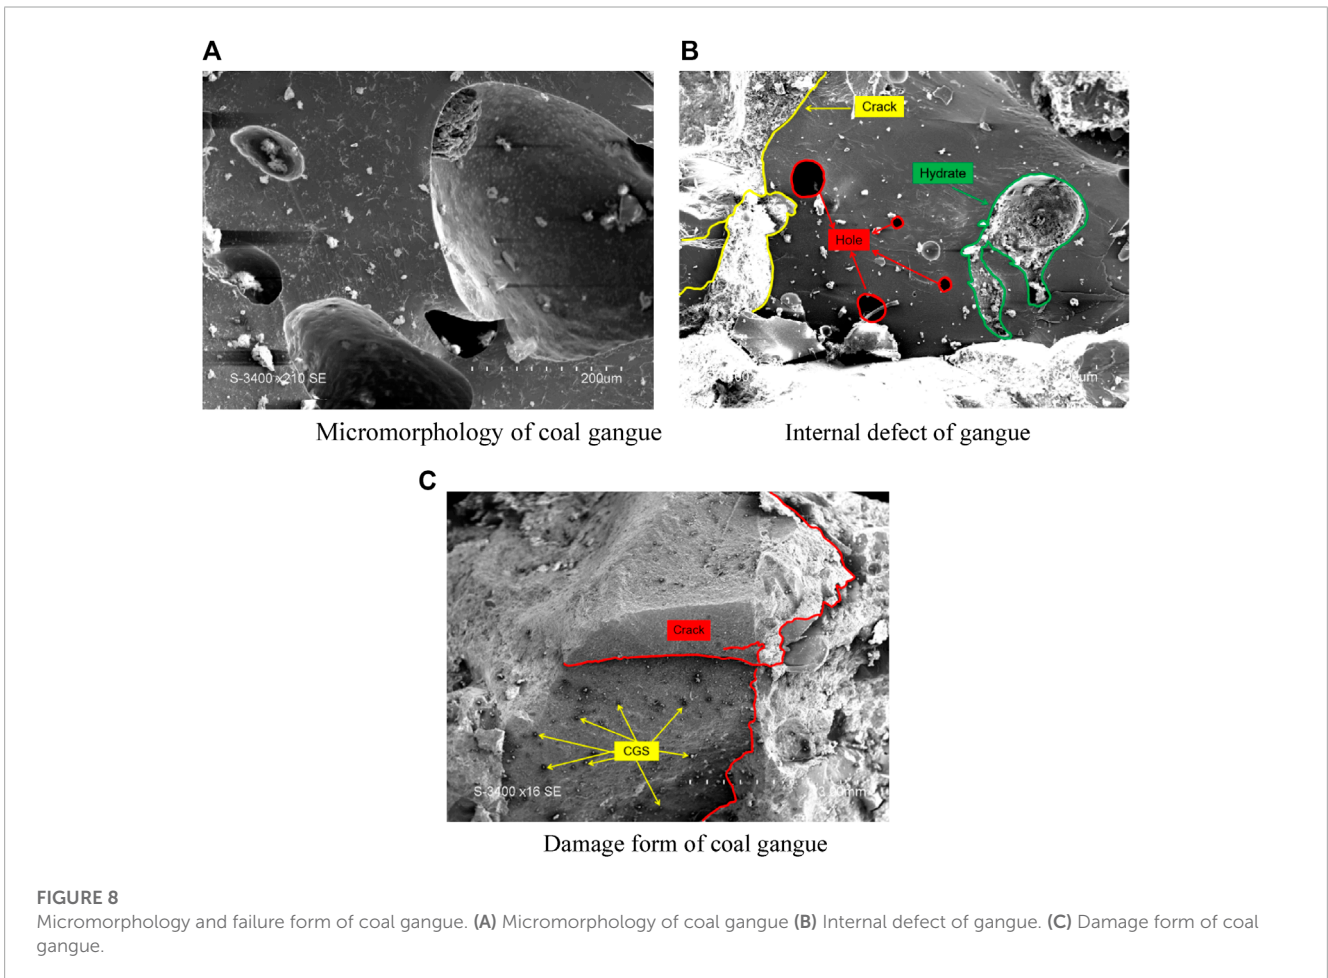 A
B
Crack
Hydrate
Hole
S-3400 x210 SE
200um
Micromorphology of coal gangue
Internal defect of gangue
C
Crack
CGS
S-3400 x16 SE
3.00mm
Damage form of coal gangue
FIGURE 8
Micromorphology and failure form of coal gangue. (A) Micromorphology of coal gangue (B) Internal defect of gangue. (C) Damage form of coal
gangue.